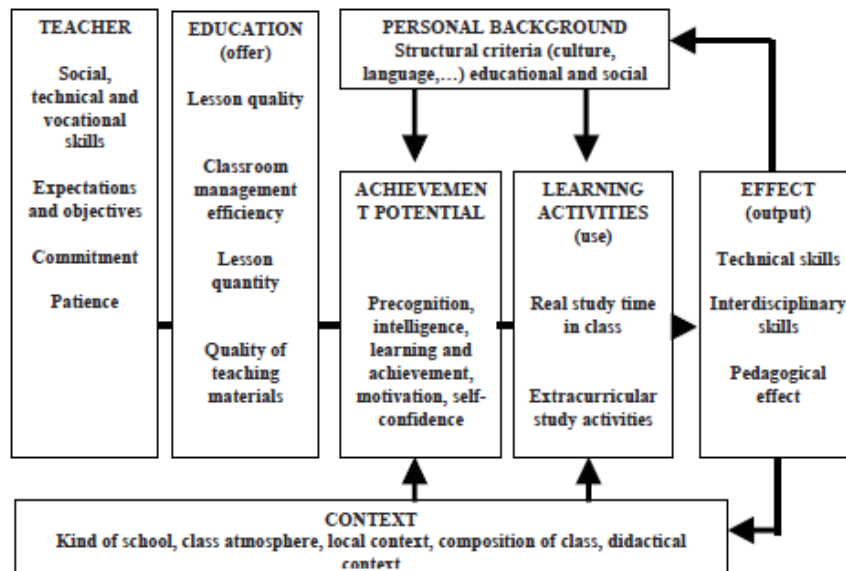 TEACHER
Social,
technical and
vocational
skills
Expectations
and objectives
Commitment
Patience
EDUCATION
(offer)
Lesson quality
Classroom
management
efficiency
Lesson
quantity
Quality of
teaching
materials
PERSONAL BACKGROUND
Structural criteria (culture,
language,…) educational and social
ACHIEVEMEN
T POTENTIAL
Precognition,
intelligence,
learning and
achievement,
motivation, self-
confidence
LEARNING
ACTIVITIES
(use)
Real study time
in class
Extracurricular
study activities
EFFECT
(output)
Technical skills
Interdisciplinary
skills
Pedagogical
effect
CONTEXT
Kind of school, class atmosphere, local context, composition of class, didactical
context